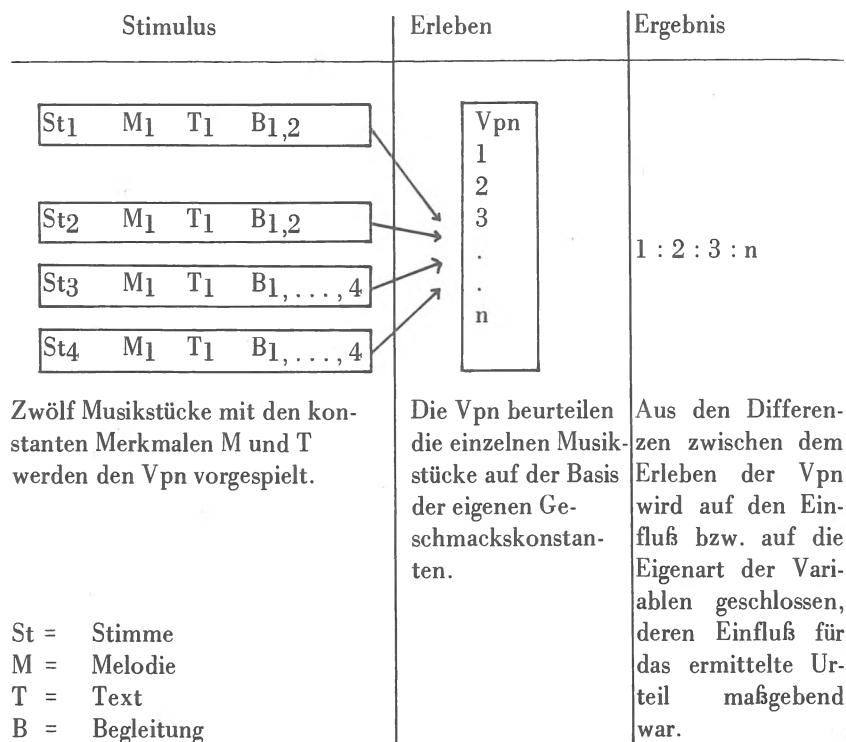 Stimulus Erleben Ergebnis
St1 M1 T1 B1,2
St2 M1 T1 B1,2
St3 M1 T1 B1, . . . , 4
St4 M1 T1 B1, . . . , 4
Vpn
1
2
3
.
.
n
1 : 2 : 3 : n
Zwölf Musikstücke mit den kon-
stanten Merkmalen M und T
werden den Vpn vorgespielt.
St = Stimme
M = Melodie
T = Text
B = Begleitung
Die Vpn beurteilen
die einzelnen Musik-
stücke auf der Basis
der eigenen Ge-
schmackskonstan-
ten.
Aus den Differen-
zen zwischen dem
Erleben der Vpn
wird auf den Ein-
fluß bzw. auf die
Eigenart der Vari-
ablen geschlossen,
deren Einfluß für
das ermittelte Ur-
teil maßgebend
war.